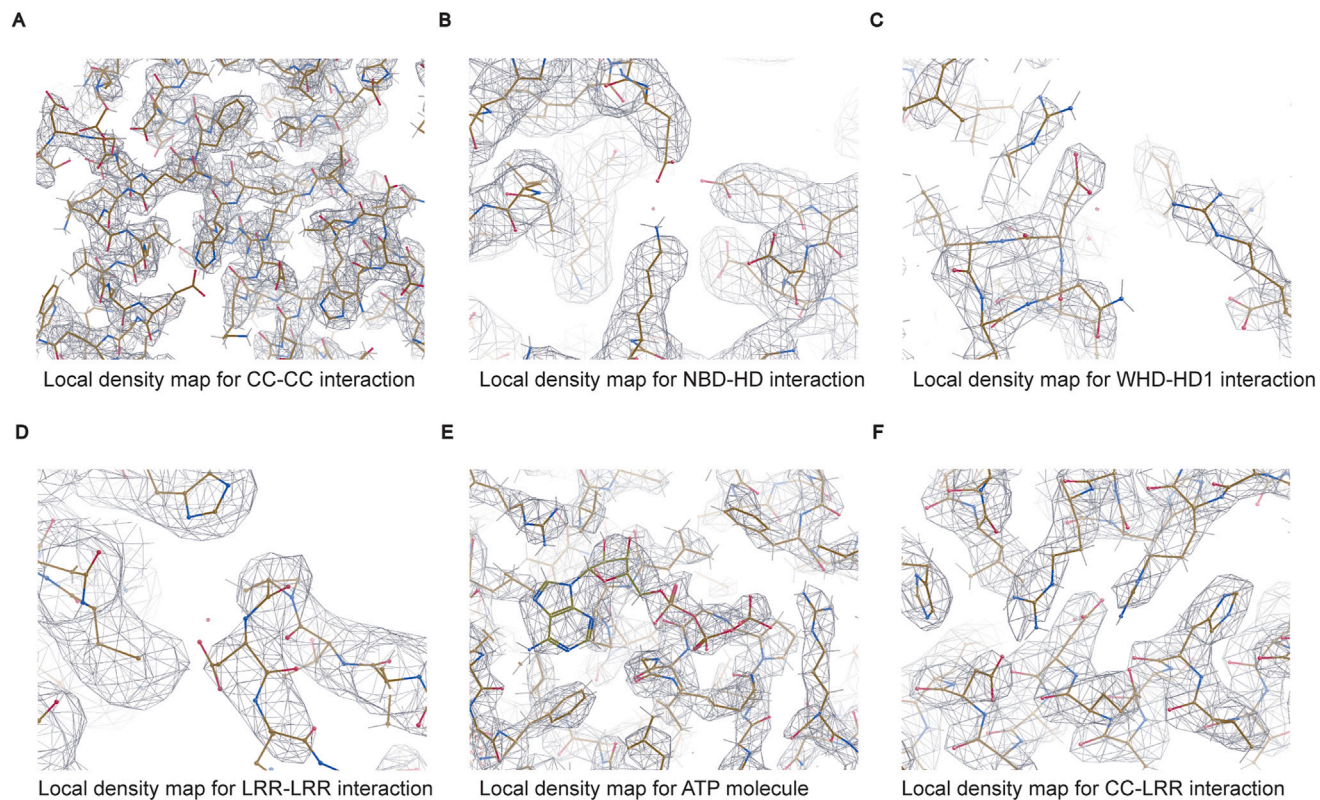 A
B
C
Local density map for CC-CC interaction
Local density map for NBD-HD interaction
Local density map for WHD-HD1 interaction
D
E
F
Local density map for LRR-LRR interaction
Local density map for ATP molecule
Local density map for CC-LRR interaction